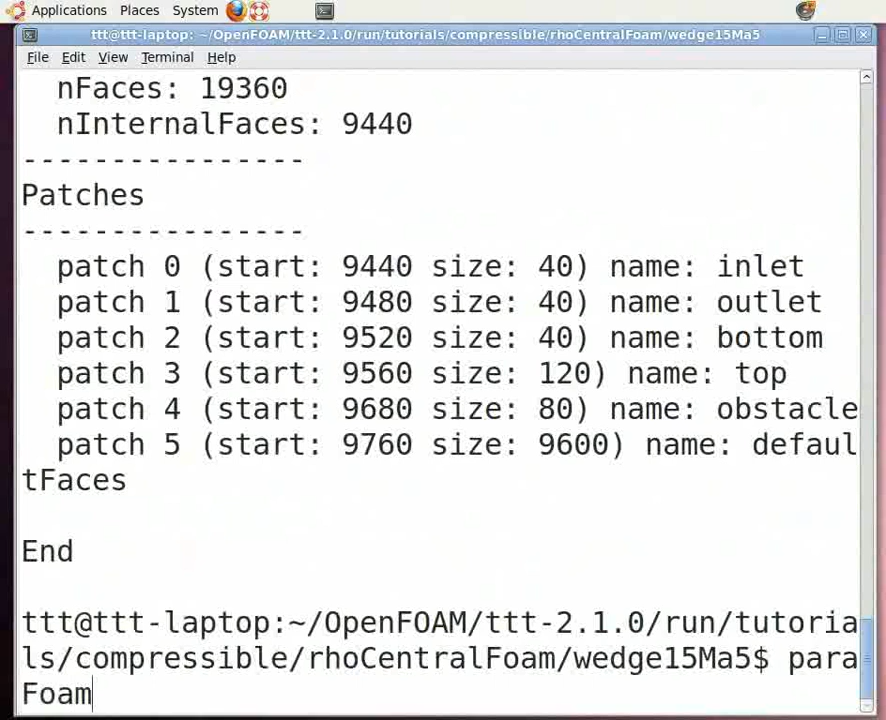 Applications Places System
ttt@ttt-laptop: ~/OpenFOAM/ttt-2.1.0/run/tutorials/compressible/rhoCentralFoam/wedge15Ma5
File Edit View Terminal Help
nFaces: 19360
nInternalFaces: 9440
----------------
Patches
----------------
patch 0 (start: 9440 size: 40) name: inlet
patch 1 (start: 9480 size: 40) name: outlet
patch 2 (start: 9520 size: 40) name: bottom
patch 3 (start: 9560 size: 120) name: top
patch 4 (start: 9680 size: 80) name: obstacle
patch 5 (start: 9760 size: 9600) name: defaul
tFaces
End
ttt@ttt-laptop:~/OpenFOAM/ttt-2.1.0/run/tutoria
ls/compressible/rhoCentralFoam/wedge15Ma5$ para
Foam